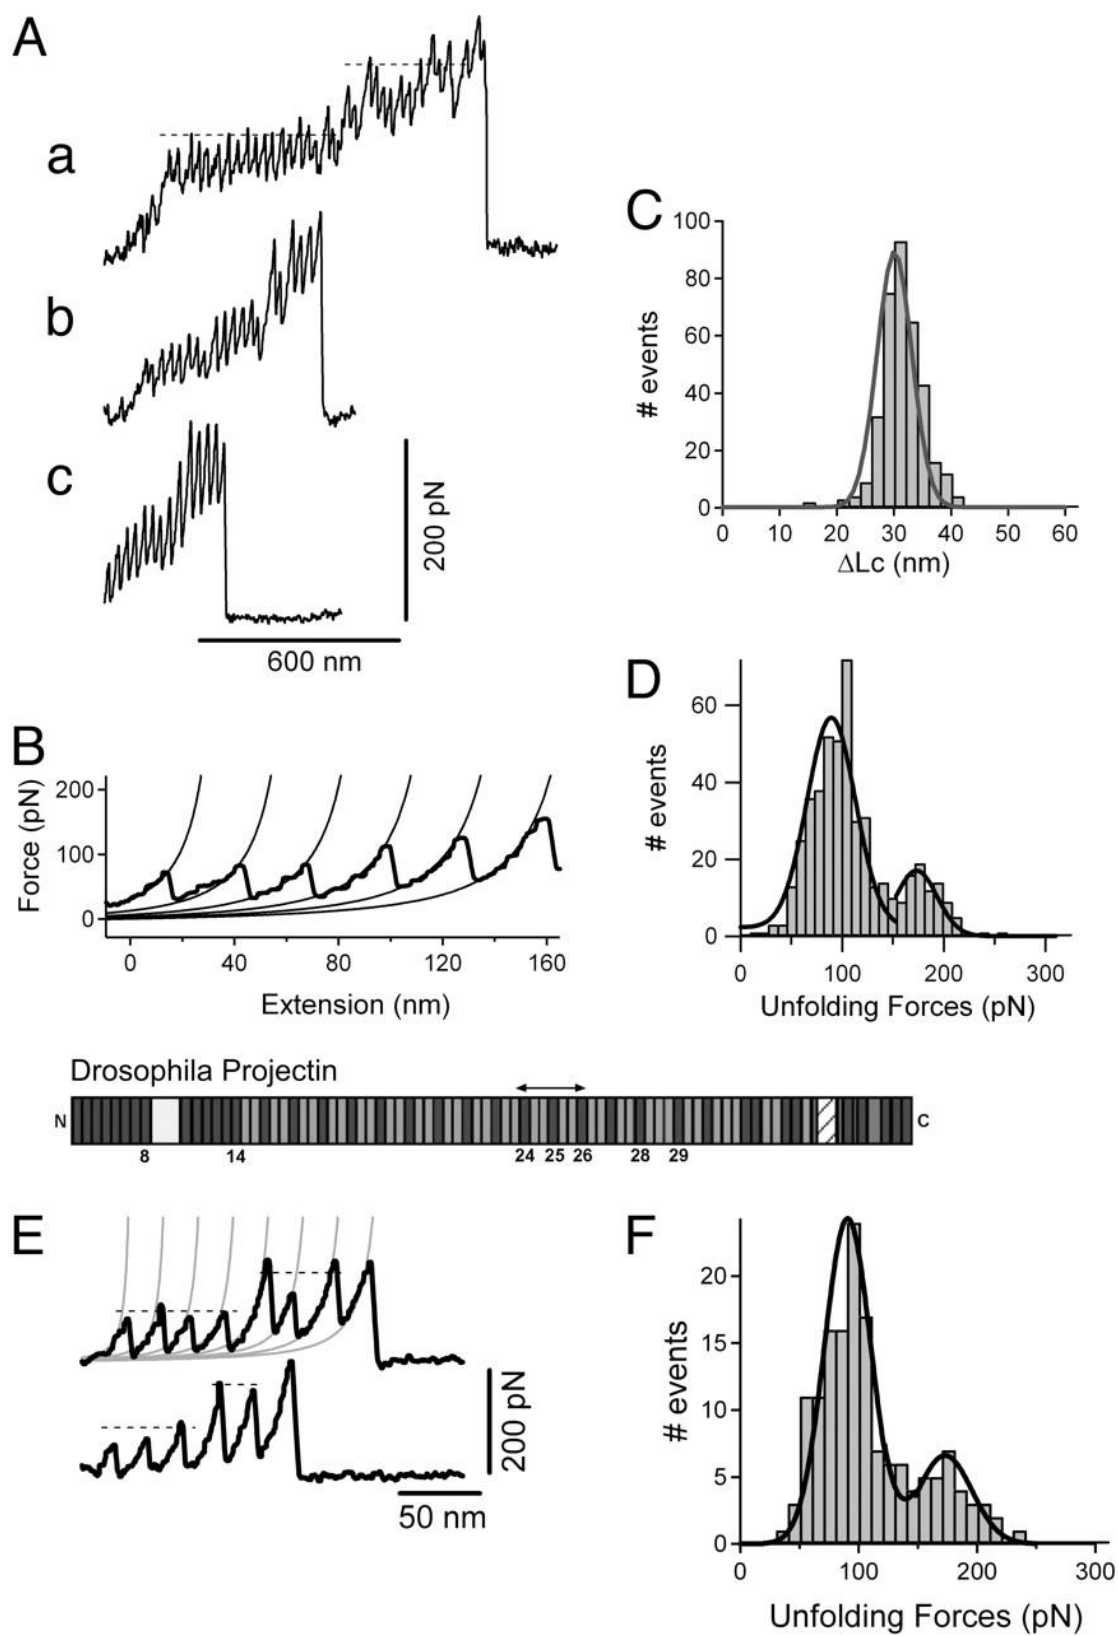 A
a
b
c
200 pN
600 nm
B
Force (pN)
200
100
0
0 40 80 120 160
Extension (nm)
C
# events
100
80
60
40
20
0
0 10 20 30 40 50 60
ΔLc (nm)
D
# events
60
40
20
0
0 100 200 300
Unfolding Forces (pN)
Drosophila Projectin
N
C
8 14 24 25 26 28 29
E
200 pN
50 nm
F
# events
20
15
10
5
0
0 100 200 300
Unfolding Forces (pN)